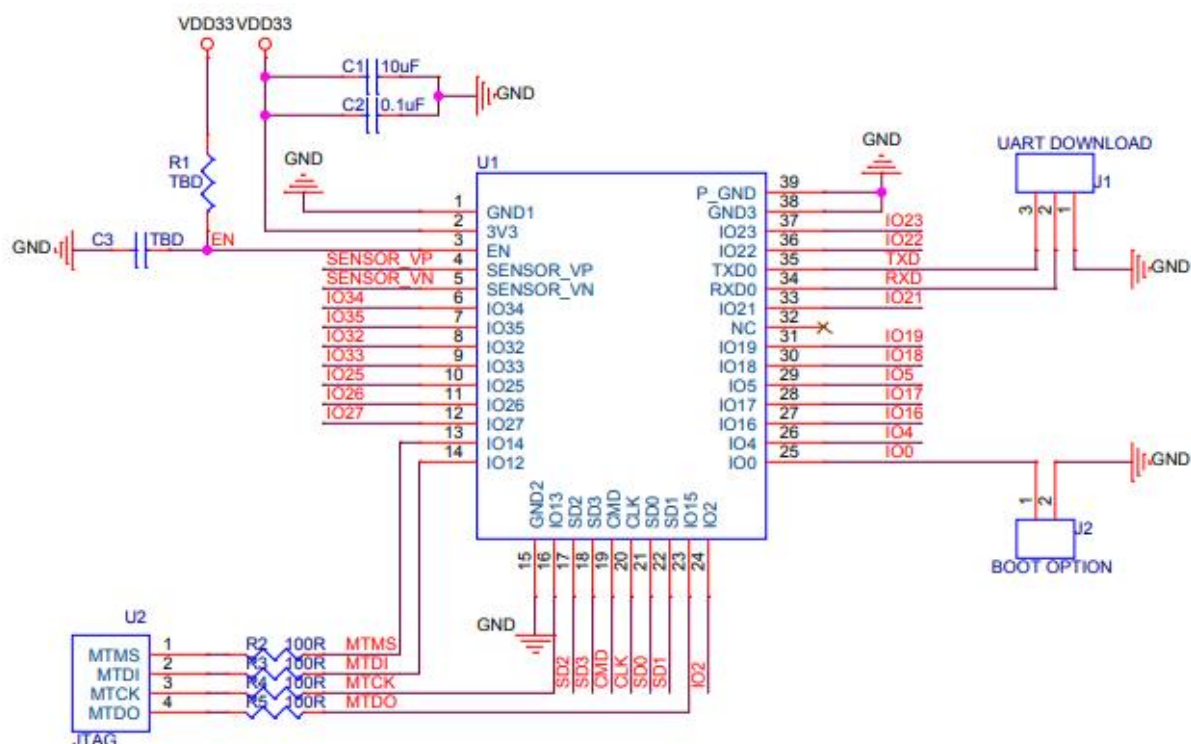 VDD33 VDD33
C1 10uF
C2 0.1uF
GND
R1
TBD
GND
C3 TBD EN
GND
U1
1 GND1
2 3V3
3 EN
SENSOR_VP 4 SENSOR_VP
SENSOR_VN 5 SENSOR_VN
IO34 6 IO34
IO35 7 IO35
IO32 8 IO32
IO33 9 IO33
IO25 10 IO25
IO26 11 IO26
IO27 12 IO27
13 IO14
14 IO12
GND
P_GND 39
GND3 38
IO23 37 IO23
IO22 36 IO22
TXD0 35 TXD
RXD0 34 RXD
IO21 33 IO21
NC 32
IO19 31 IO19
IO18 30 IO18
IO5 29 IO5
IO17 28 IO17
IO16 27 IO16
IO4 26 IO4
IO0 25 IO0
UART DOWNLOAD
J1
3 2 1
GND
GND
1 2
J2
BOOT OPTION
GND2 IO13 SD2 SD3 CMD CLK SD0 SD1 IO15 IO2
15 16 17 18 19 20 21 22 23 24
GND
SD2 SD3 CMD CLK SD0 SD1 IO2
U2
MTMS 1 R2 100R MTMS
MTDI 2 R3 100R MTDI
MTCK 3 R4 100R MTCK
MTDO 4 R5 100R MTDO
JTAG